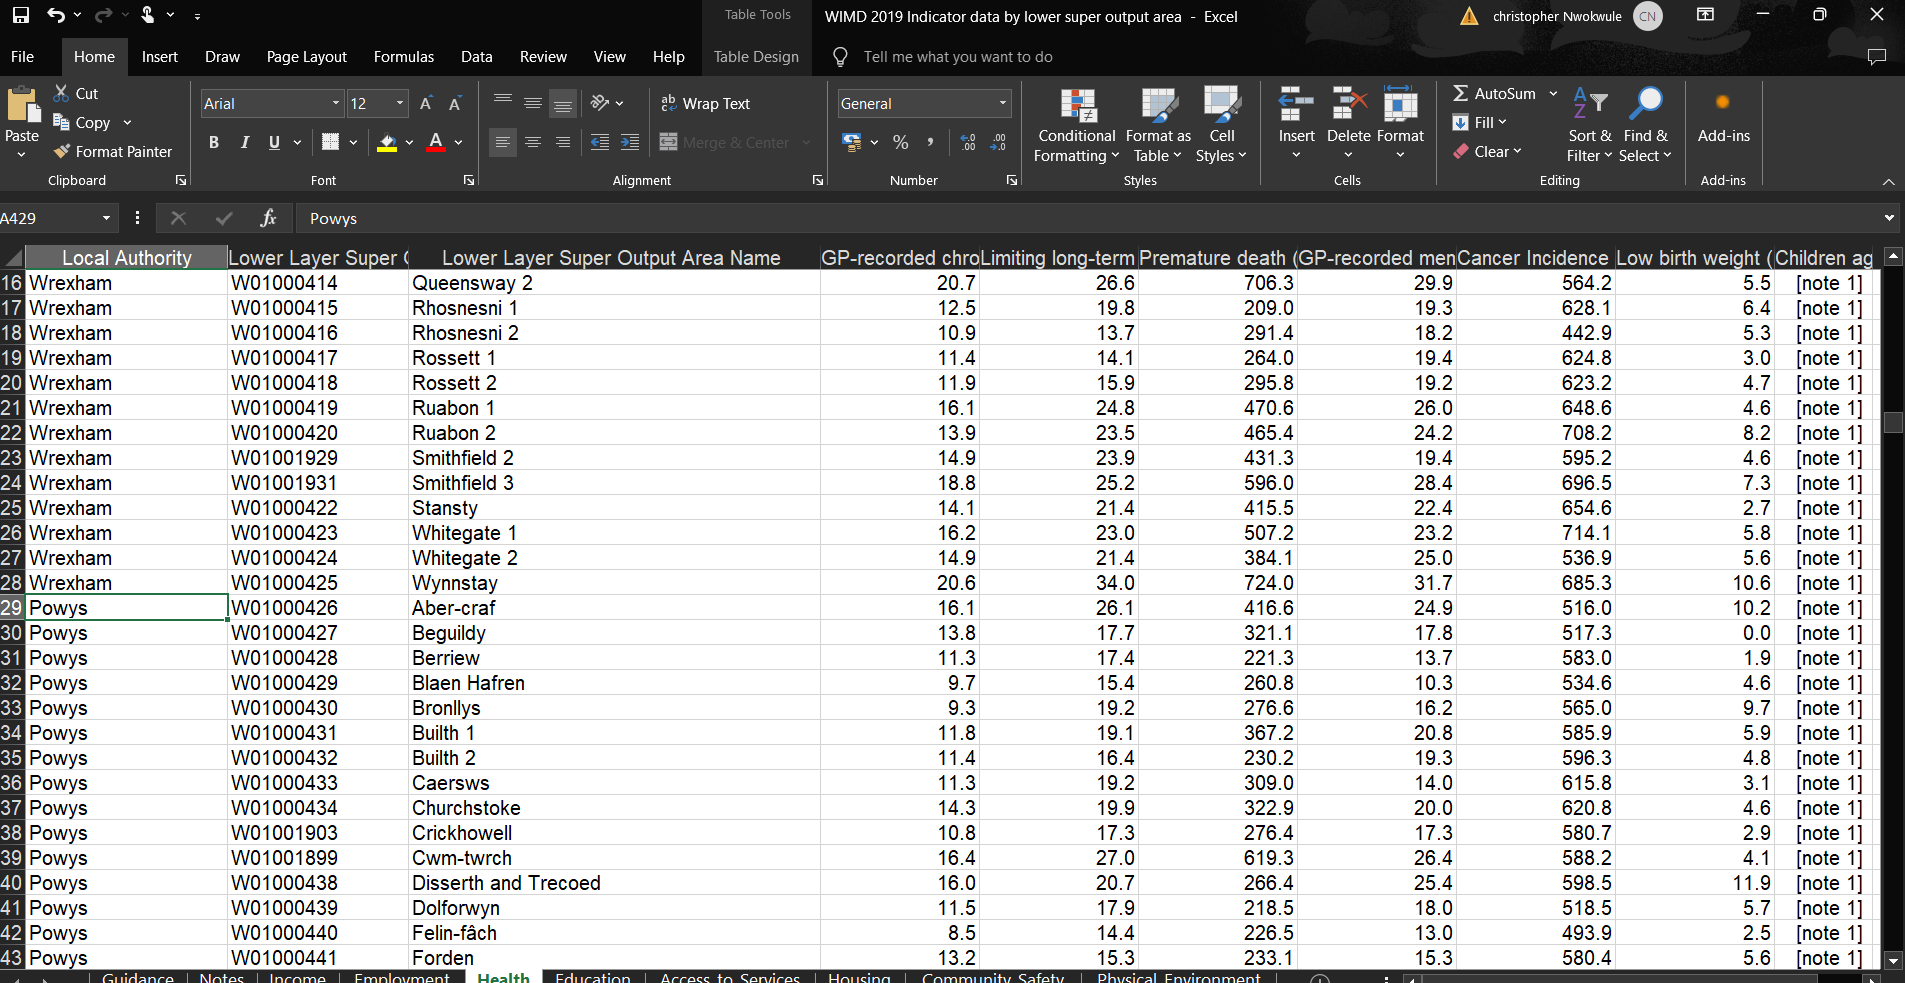 Table Tools
WIMD 2019 Indicator data by lower super output area - Excel
christopher Nwokwule
CN
File Home Insert Draw Page Layout Formulas Data Review View Help Table Design Tell me what you want to do
Paste
Cut
Copy
Format Painter
Clipboard
Arial 12
B I U
Font
Wrap Text
Merge & Center
Alignment
General
%
Number
Conditional Formatting
Format as Table
Cell Styles
Styles
Insert Delete Format
Cells
AutoSum
Fill
Clear
Sort & Filter
Find & Select
Editing
Add-ins
Add-ins
A429 fx Powys
Local Authority Lower Layer Super Lower Layer Super Output Area Name GP-recorded chro Limiting long-term Premature death ( GP-recorded men Cancer Incidence Low birth weight ( Children ag
16 Wrexham W01000414 Queensway 2 20.7 26.6 706.3 29.9 564.2 5.5 [note 1]
17 Wrexham W01000415 Rhosnesni 1 12.5 19.8 209.0 19.3 628.1 6.4 [note 1]
18 Wrexham W01000416 Rhosnesni 2 10.9 13.7 291.4 18.2 442.9 5.3 [note 1]
19 Wrexham W01000417 Rossett 1 11.4 14.1 264.0 19.4 624.8 3.0 [note 1]
20 Wrexham W01000418 Rossett 2 11.9 15.9 295.8 19.2 623.2 4.7 [note 1]
21 Wrexham W01000419 Ruabon 1 16.1 24.8 470.6 26.0 648.6 4.6 [note 1]
22 Wrexham W01000420 Ruabon 2 13.9 23.5 465.4 24.2 708.2 8.2 [note 1]
23 Wrexham W01001929 Smithfield 2 14.9 23.9 431.3 19.4 595.2 4.6 [note 1]
24 Wrexham W01001931 Smithfield 3 18.8 25.2 596.0 28.4 696.5 7.3 [note 1]
25 Wrexham W01000422 Stansty 14.1 21.4 415.5 22.4 654.6 2.7 [note 1]
26 Wrexham W01000423 Whitegate 1 16.2 23.0 507.2 23.2 714.1 5.8 [note 1]
27 Wrexham W01000424 Whitegate 2 14.9 21.4 384.1 25.0 536.9 5.6 [note 1]
28 Wrexham W01000425 Wynnstay 20.6 34.0 724.0 31.7 685.3 10.6 [note 1]
29 Powys W01000426 Aber-craf 16.1 26.1 416.6 24.9 516.0 10.2 [note 1]
30 Powys W01000427 Beguildy 13.8 17.7 321.1 17.8 517.3 0.0 [note 1]
31 Powys W01000428 Berriew 11.3 17.4 221.3 13.7 583.0 1.9 [note 1]
32 Powys W01000429 Blaen Hafren 9.7 15.4 260.8 10.3 534.6 4.6 [note 1]
33 Powys W01000430 Bronllys 9.3 19.2 276.6 16.2 565.0 9.7 [note 1]
34 Powys W01000431 Builth 1 11.8 19.1 367.2 20.8 585.9 5.9 [note 1]
35 Powys W01000432 Builth 2 11.4 16.4 230.2 19.3 596.3 4.8 [note 1]
36 Powys W01000433 Caersws 11.3 19.2 309.0 14.0 615.8 3.1 [note 1]
37 Powys W01000434 Churchstoke 14.3 19.9 322.9 20.0 620.8 4.6 [note 1]
38 Powys W01001903 Crickhowell 10.8 17.3 276.4 17.3 580.7 2.9 [note 1]
39 Powys W01001899 Cwm-twrch 16.4 27.0 619.3 26.4 588.2 4.1 [note 1]
40 Powys W01000438 Disserth and Trecoed 16.0 20.7 266.4 25.4 598.5 11.9 [note 1]
41 Powys W01000439 Dolforwyn 11.5 17.9 218.5 18.0 518.5 5.7 [note 1]
42 Powys W01000440 Felin-fâch 8.5 14.4 226.5 13.0 493.9 2.5 [note 1]
43 Powys W01000441 Forden 13.2 15.3 233.1 15.3 580.4 5.6 [note 1]
Guidance Notes Income Employment Health Education Access to Services Housing Community Safety Physical Environment